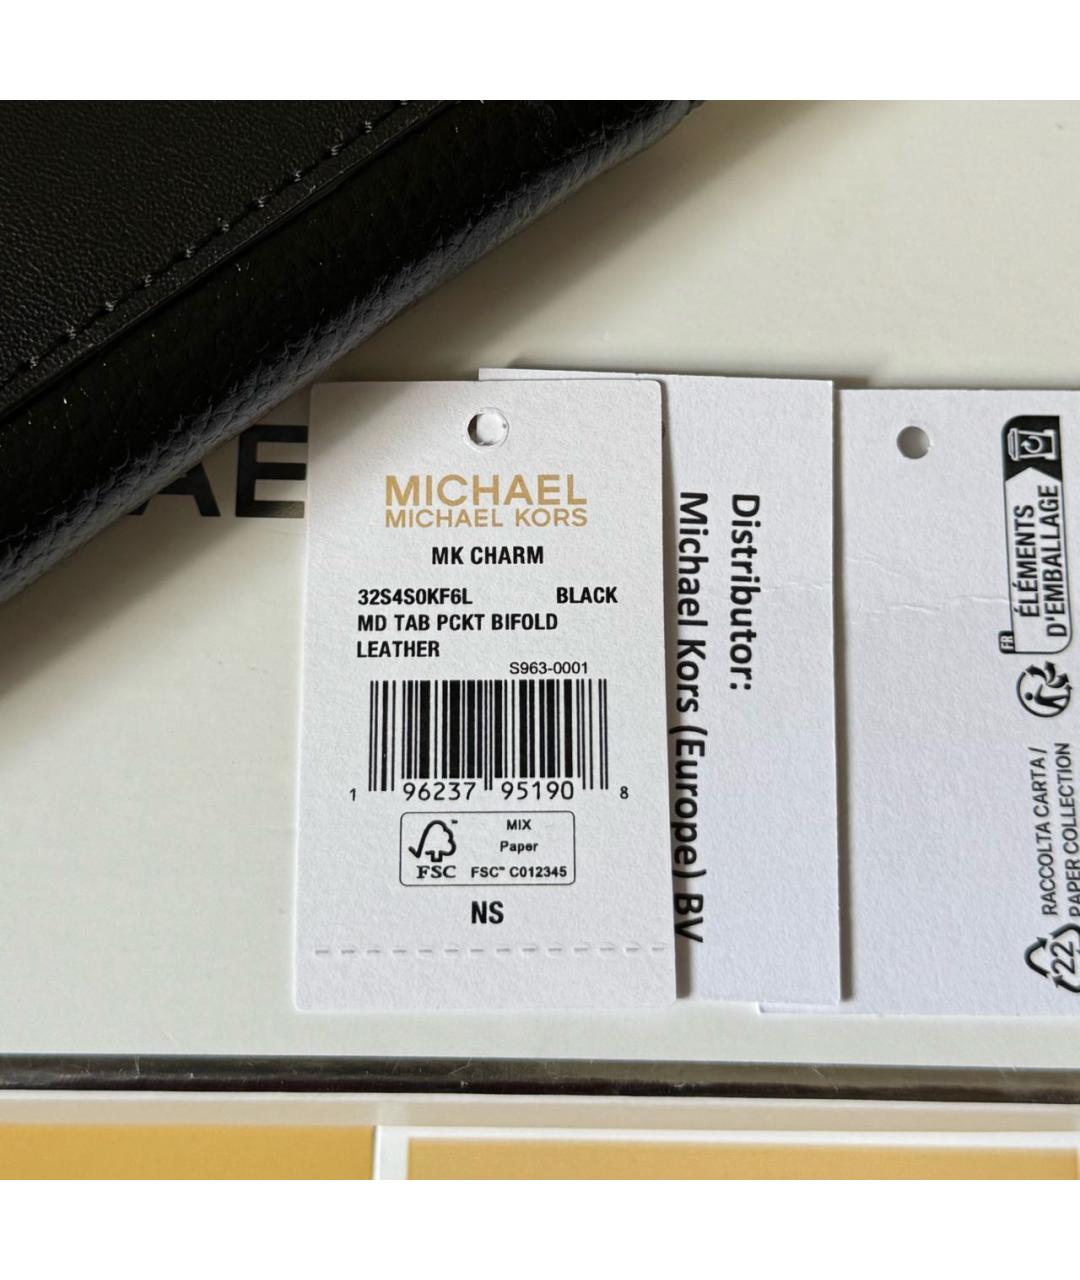 AE
MICHAEL
MICHAEL KORS
MK CHARM
32S4S0KF6L BLACK
MD TAB PCKT BIFOLD
LEATHER
S963-0001
1 96237 95190 8
FSC™
MIX
Paper
FSC™ C012345
NS
Distributor:
Michael Kors (Europe) BV
FR
ÉLÉMENTS
D'EMBALLAGE
RACCOLTA CARTA /
PAPER COLLECTION
22